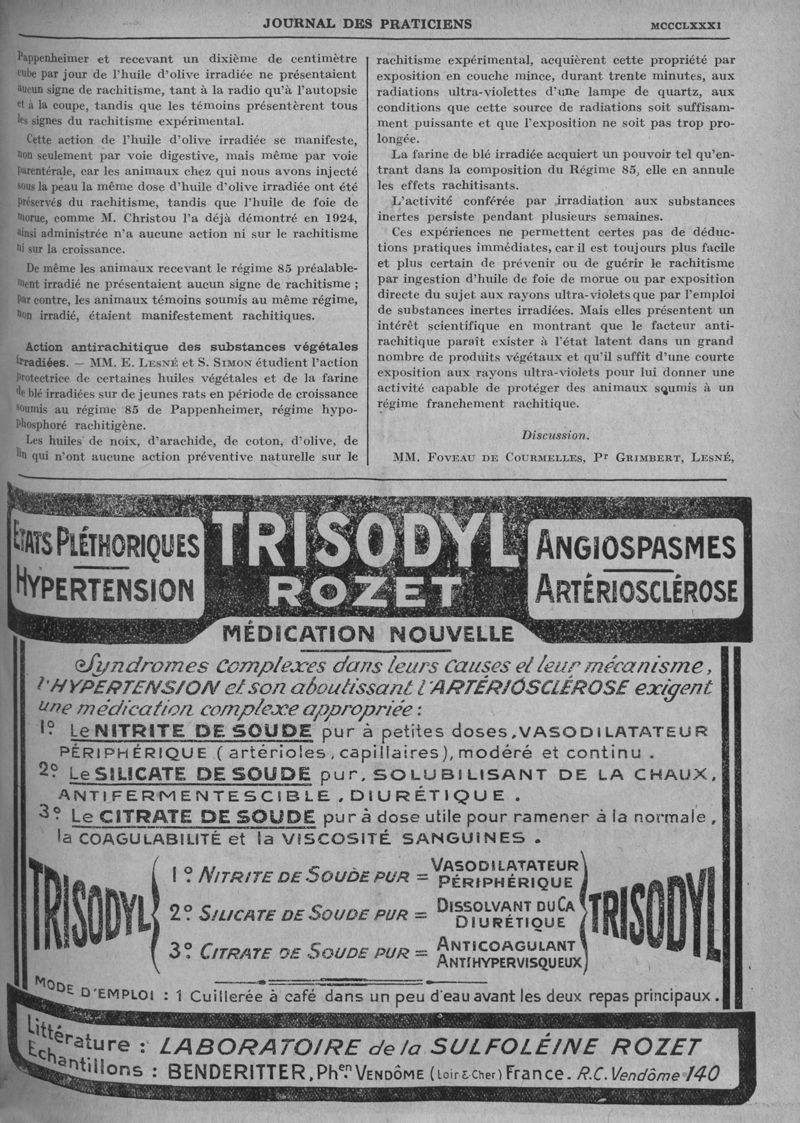 JOURNAL DES PRATICIENS
MCCCLXXXI
Pappenheimer et recevant un dixième de centimètre
cube par jour de l'huile d'olive irradiée ne présentaient
aucun signe de rachitisme, tant à la radio qu'à l'autopsie
et à la coupe, tandis que les témoins présentèrent tous
les signes du rachitisme expérimental.
Cette action de l'huile d'olive irradiée se manifeste,
non seulement par voie digestive, mais même par voie
parentérale, car les animaux chez qui nous avons injecté
sous la peau la même dose d'huile d'olive irradiée ont été
préservés du rachitisme, tandis que l'huile de foie de
morue, comme M. Christou l'a déjà démontré en 1924,
ainsi administrée n'a aucune action ni sur le rachitisme
ni sur la croissance.
De même les animaux recevant le régime 85 préalable-
ment irradié ne présentaient aucun signe de rachitisme ;
par contre, les animaux témoins soumis au même régime,
non irradié, étaient manifestement rachitiques.
Action antirachitique des substances végétales
irradiées. — MM. E. LESNÉ et S. SIMON étudient l'action
protectrice de certaines huiles végétales et de la farine
de blé irradiées sur de jeunes rats en période de croissance
soumis au régime 85 de Pappenheimer, régime hypo-
phosphoré rachitigène.
Les huiles de noix, d'arachide, de coton, d'olive, de
lin qui n'ont aucune action préventive naturelle sur le
rachitisme expérimental, acquièrent cette propriété par
exposition en couche mince, durant trente minutes, aux
radiations ultra-violettes d'une lampe de quartz, aux
conditions que cette source de radiations soit suffisam-
ment puissante et que l'exposition ne soit pas trop pro-
longée.
La farine de blé irradiée acquiert un pouvoir tel qu'en-
trant dans la composition du Régime 85, elle en annule
les effets rachitisants.
L'activité conférée par irradiation aux substances
inertes persiste pendant plusieurs semaines.
Ces expériences ne permettent certes pas de déduc-
tions pratiques immédiates, car il est toujours plus facile
et plus certain de prévenir ou de guérir le rachitisme
par ingestion d'huile de foie de morue ou par exposition
directe du sujet aux rayons ultra-violets que par l'emploi
de substances inertes irradiées. Mais elles présentent un
intérêt scientifique en montrant que le facteur anti-
rachitique paraît exister à l'état latent dans un grand
nombre de produits végétaux et qu'il suffit d'une courte
exposition aux rayons ultra-violets pour lui donner une
activité capable de protéger des animaux soumis à un
régime franchement rachitique.
Discussion.
MM. FOVEAU DE COURMELLES, Pr GRIMBERT, LESNÉ,
ETATS PLÉTHORIQUES
HYPERTENSION
TRISODYL
ROZET
ANGIOSPASMES
ARTÉRIOSCLÉROSE
MÉDICATION NOUVELLE
Syndromes complexes dans leurs causes et leur mécanisme,
l'HYPERTENSION et son aboutissant l'ARTÉRIOSCLÉROSE exigent
une médication complexe appropriée :
1º. Le NITRITE DE SOUDE pur à petites doses, VASODILATATEUR
PÉRIPHÉRIQUE (artérioles, capillaires), modéré et continu .
2º. Le SILICATE DE SOUDE pur, SOLUBILISANT DE LA CHAUX,
ANTIFERMENTESCIBLE, DIURÉTIQUE .
3º. Le CITRATE DE SOUDE pur à dose utile pour ramener à la normale,
la COAGULABILITÉ et la VISCOSITÉ SANGUINES .
TRISODYL
1º. NITRITE DE SOUDE PUR = VASODILATATEUR PÉRIPHÉRIQUE
2º. SILICATE DE SOUDE PUR = DISSOLVANT DU CA DIURÉTIQUE
3º. CITRATE DE SOUDE PUR = ANTICOAGULANT ANTIHYPERVISQUEUX
TRISODYL
MODE D'EMPLOI : 1 Cuillerée à café dans un peu d'eau avant les deux repas principaux .
Littérature : LABORATOIRE de la SULFOLÉINE ROZET
Echantillons : BENDERITTER, Phen. VENDÔME (Loir & Cher) France. R.C. Vendôme 140